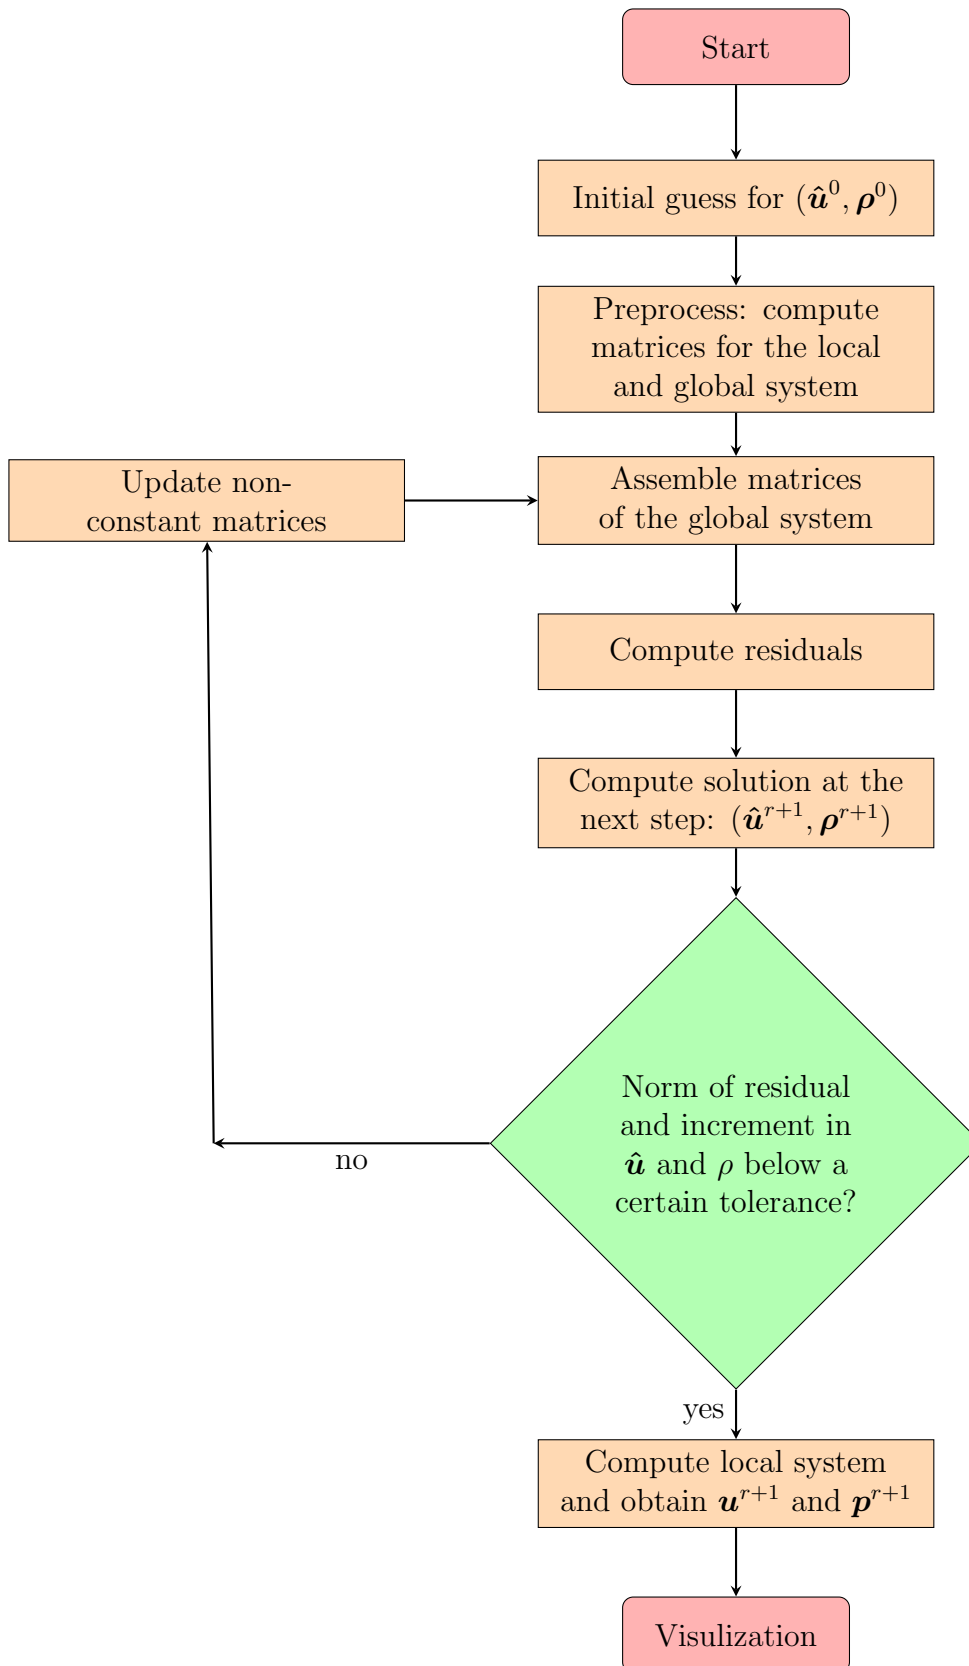 Start
Initial guess for (û⁰, ρ⁰)
Preprocess: compute
matrices for the local
and global system
Update non-
constant matrices
Assemble matrices
of the global system
Compute residuals
Compute solution at the
next step: (ûʳ⁺¹, ρʳ⁺¹)
Norm of residual
and increment in
û and ρ below a
certain tolerance?
no
yes
Compute local system
and obtain uʳ⁺¹ and pʳ⁺¹
Visulization